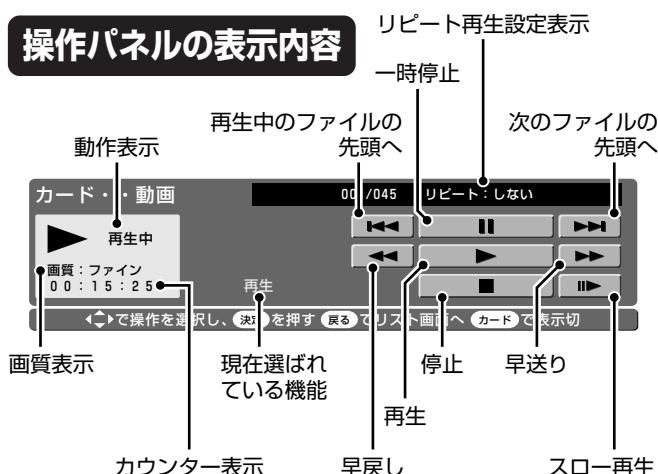 操作パネルの表示内容
リピート再生設定表示
一時停止
再生中のファイルの
先頭へ
次のファイルの
先頭へ
動作表示
カード・・動画
/045
リピート：しない
再生中
画質：ファイン
00：15：25
再生
で操作を選択し、決定を押す 戻る でリスト画面へ カード で表示切
画質表示
現在選ばれ
ている機能
停止
早送り
再生
カウンター表示
早戻し
スロー再生